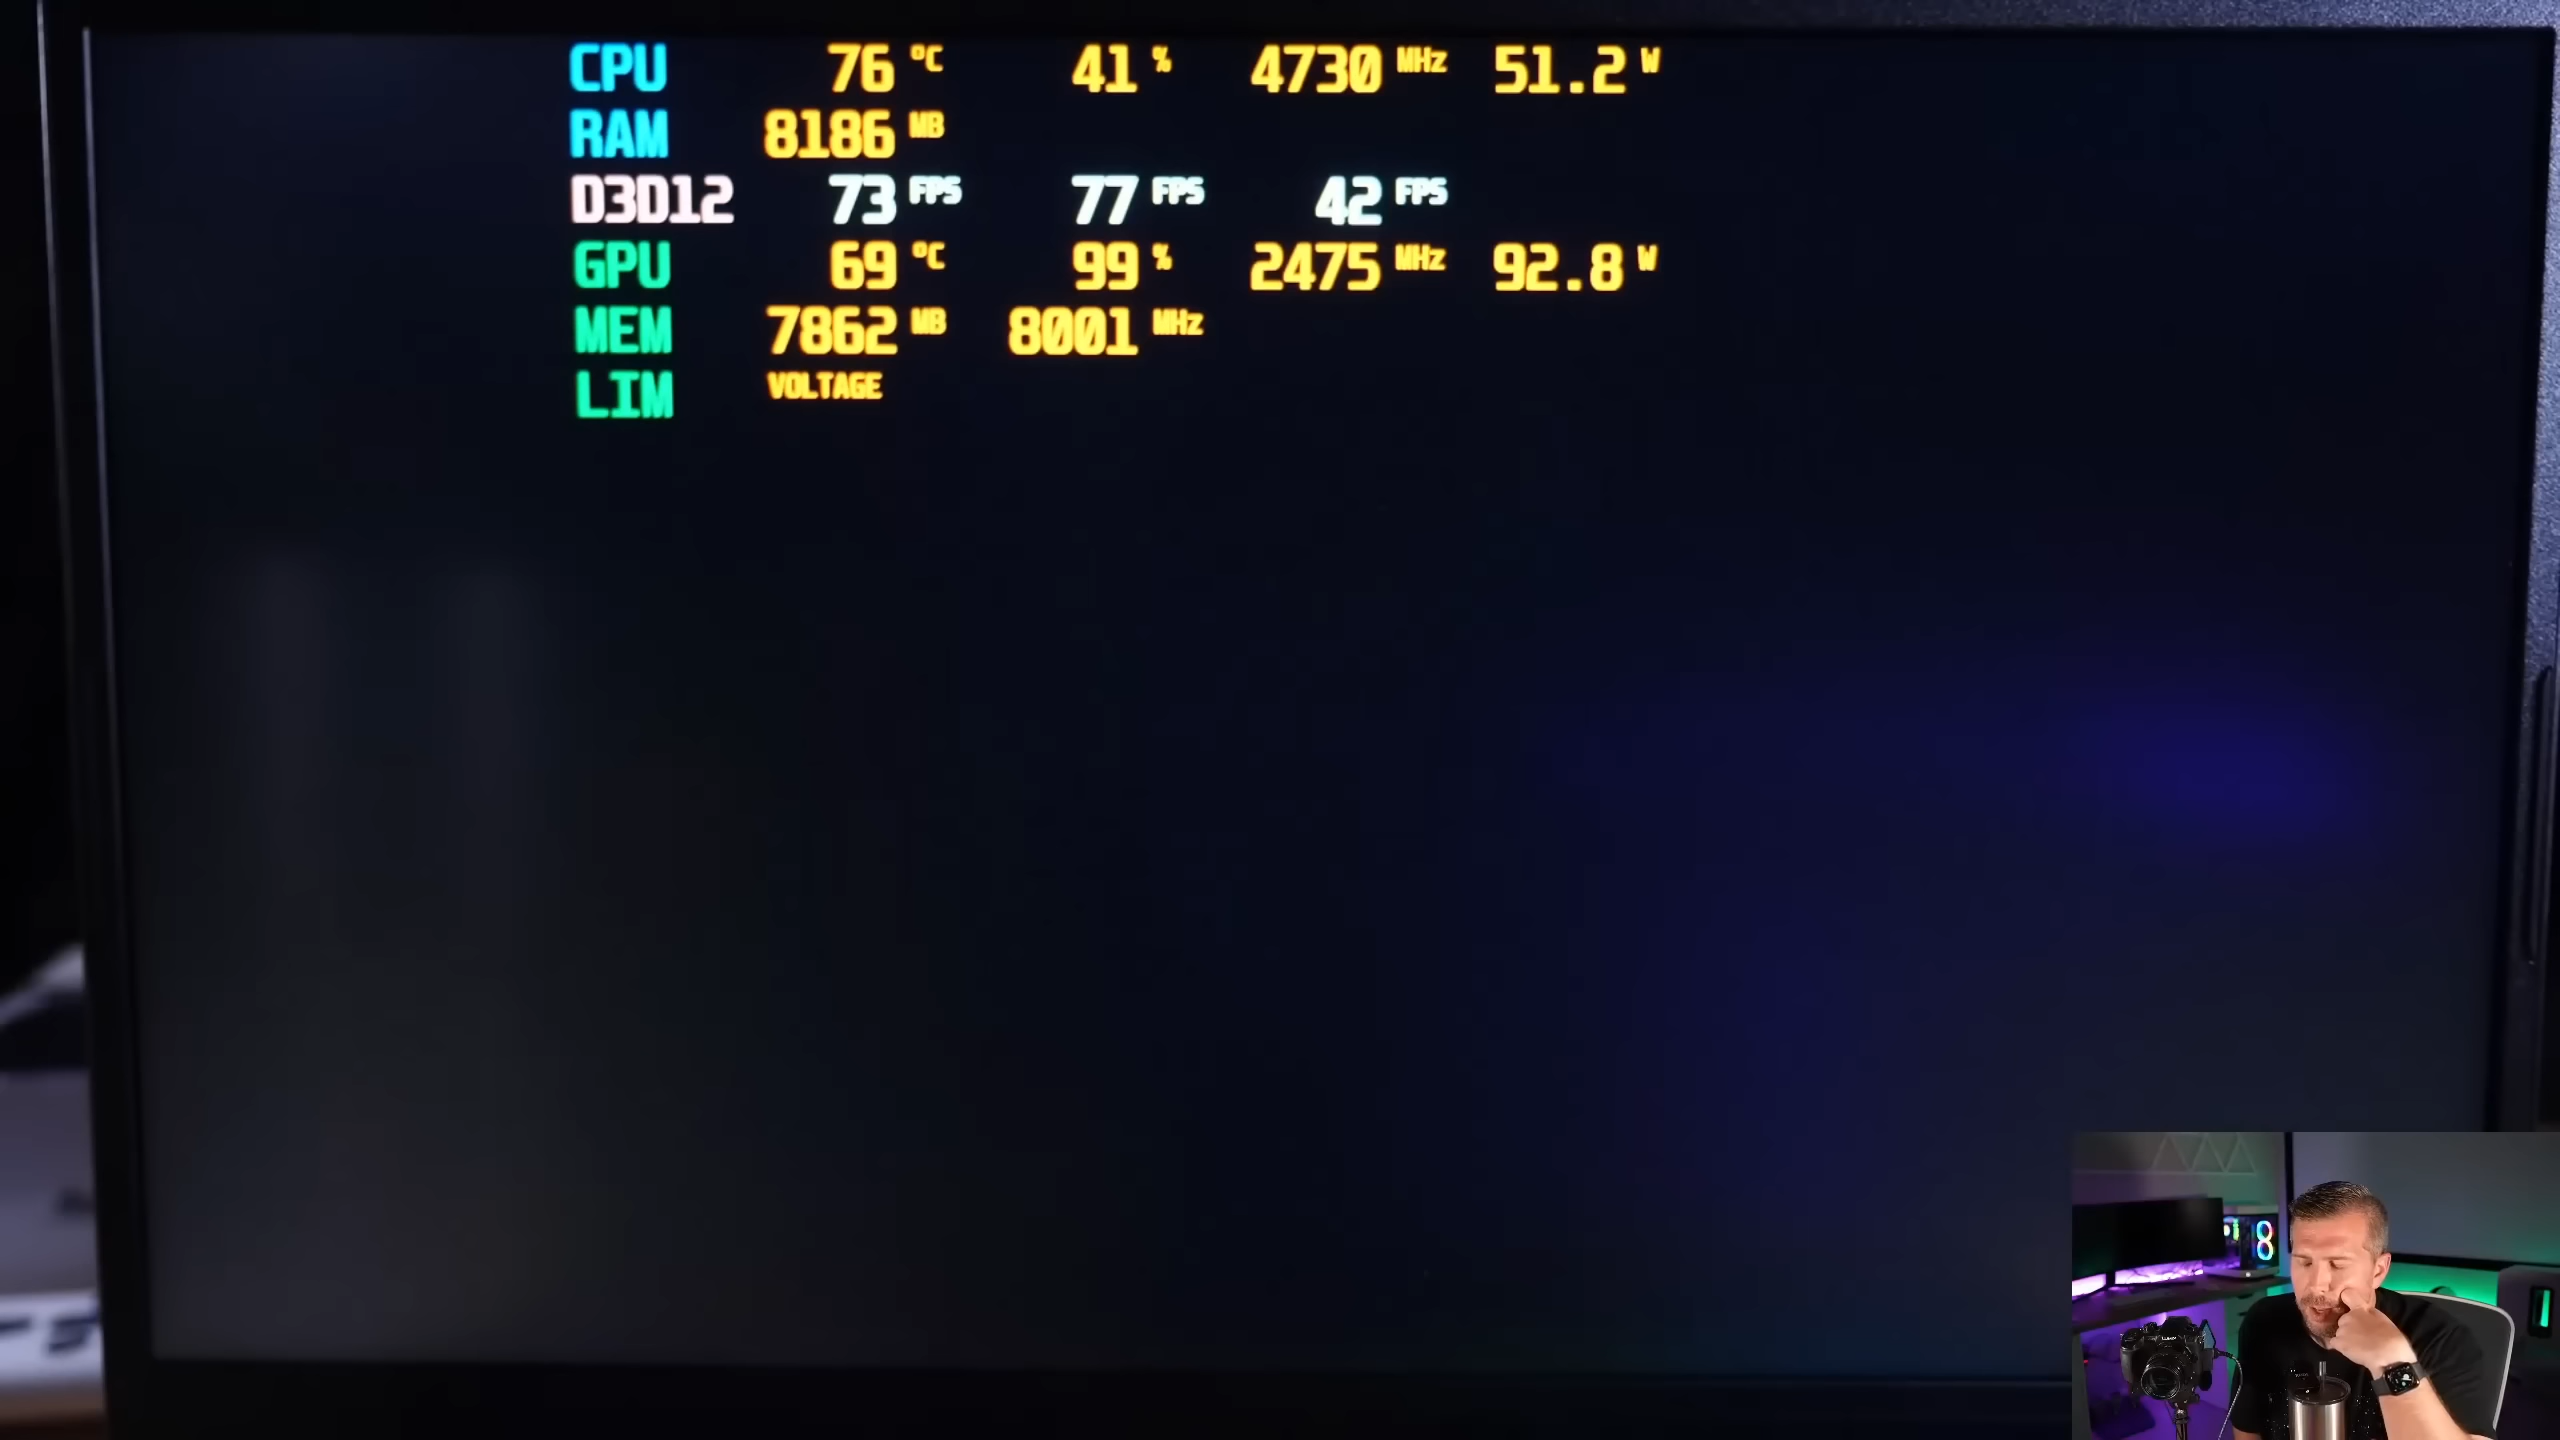 CPU 76 °C 41 % 4730 MHz 51.2 W
RAM 8186 MB
D3D12 73 FPS 77 FPS 42 FPS
GPU 69 °C 99 % 2475 MHz 92.8 W
MEM 7862 MB 8001 MHz
LIM VOLTAGE